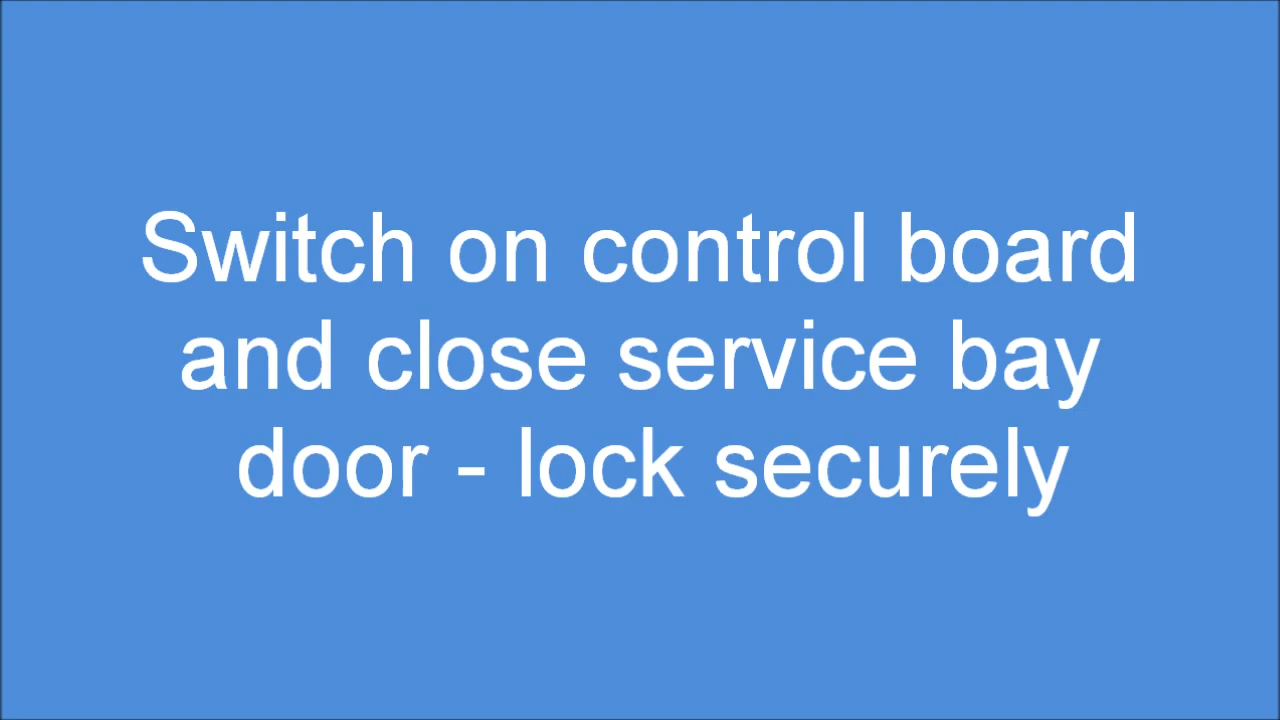 Switch on control board
and close service bay
door - lock securely